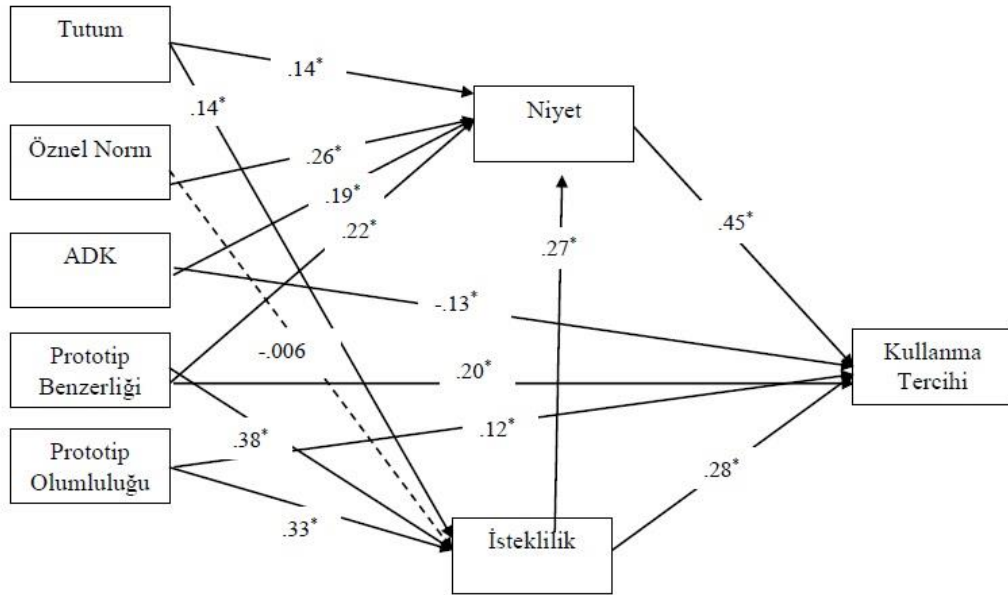 Tutum
Öznel Norm
ADK
Prototip
Benzerliği
Prototip
Olumluluğu
Niyet
İsteklilik
Kullanma
Tercihi
.14*
.14*
.26*
.19*
.22*
.27*
.45*
-.13*
-.006
.20*
.12*
.38*
.33*
.28*